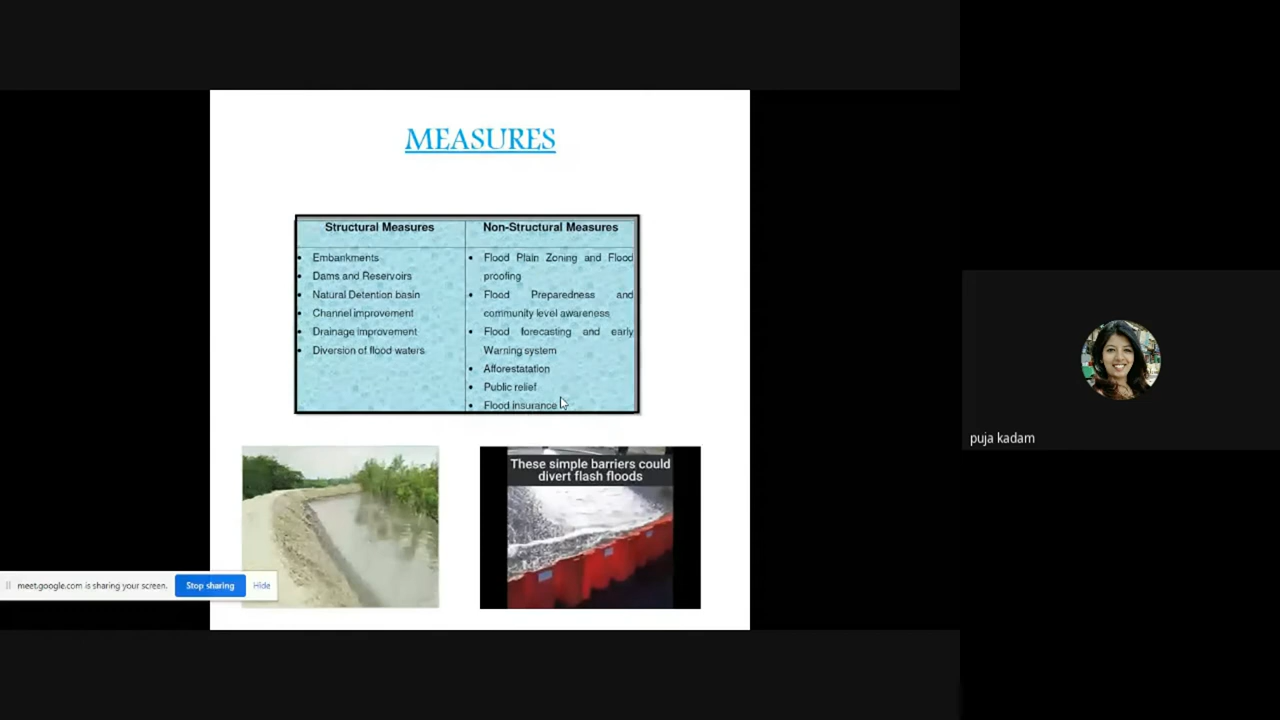 MEASURES
Structural Measures
• Embankments
• Dams and Reservoirs
• Natural Detention basin
• Channel improvement
• Drainage improvement
• Diversion of flood waters
Non-Structural Measures
• Flood Plain Zoning and Flood
proofing
• Flood Preparedness and
community level awareness
• Flood forecasting and early
Warning system
• Afforestatation
• Public relief
• Flood insurance
These simple barriers could
divert flash floods
meet.google.com is sharing your screen.
Stop sharing
Hide
puja kadam